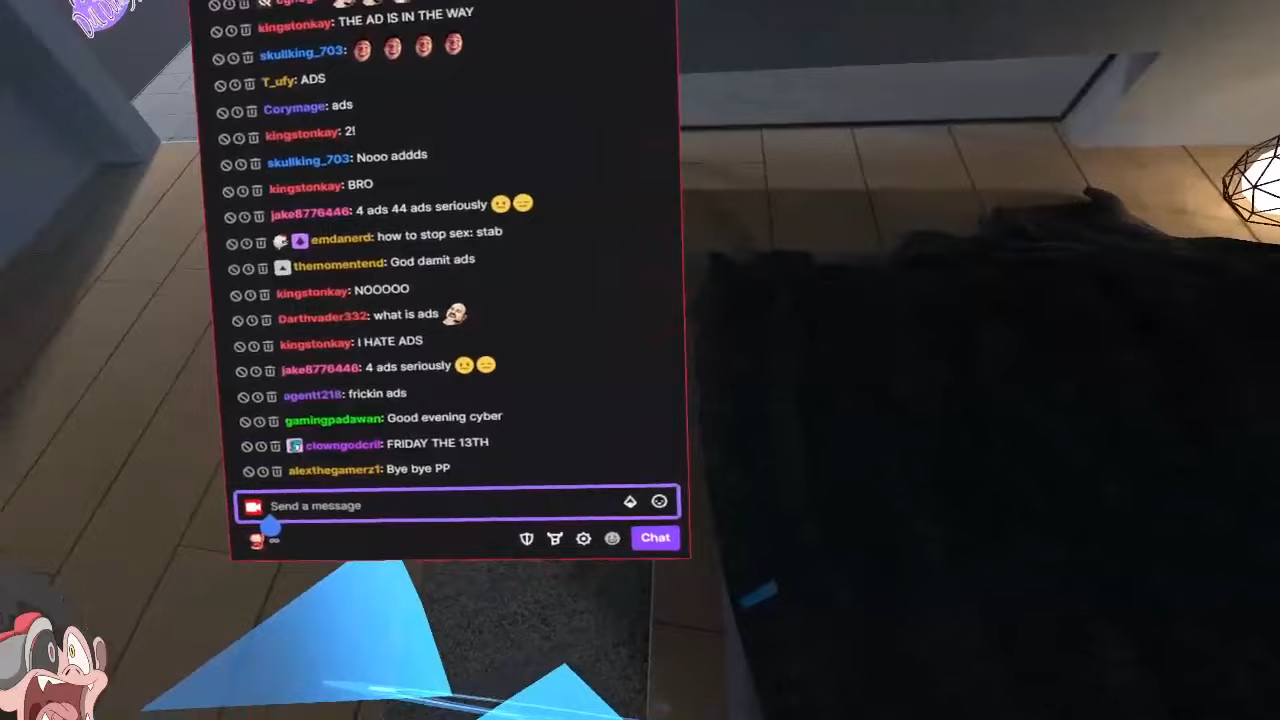 kingstonkay: THE AD IS IN THE WAY
skullking_703:
T_ufy: ADS
Corymage: ads
kingstonkay: 2!
skullking_703: Nooo addds
kingstonkay: BRO
jake8776446: 4 ads 44 ads seriously
emdanerd: how to stop sex: stab
themomentend: God damit ads
kingstonkay: NOOOOO
Darthvader332: what is ads
kingstonkay: I HATE ADS
jake8776446: 4 ads seriously
agentt218: frickin ads
gamingpadawan: Good evening cyber
clowngodcril: FRIDAY THE 13TH
alexthegamerz1: Bye bye PP
Send a message
Chat